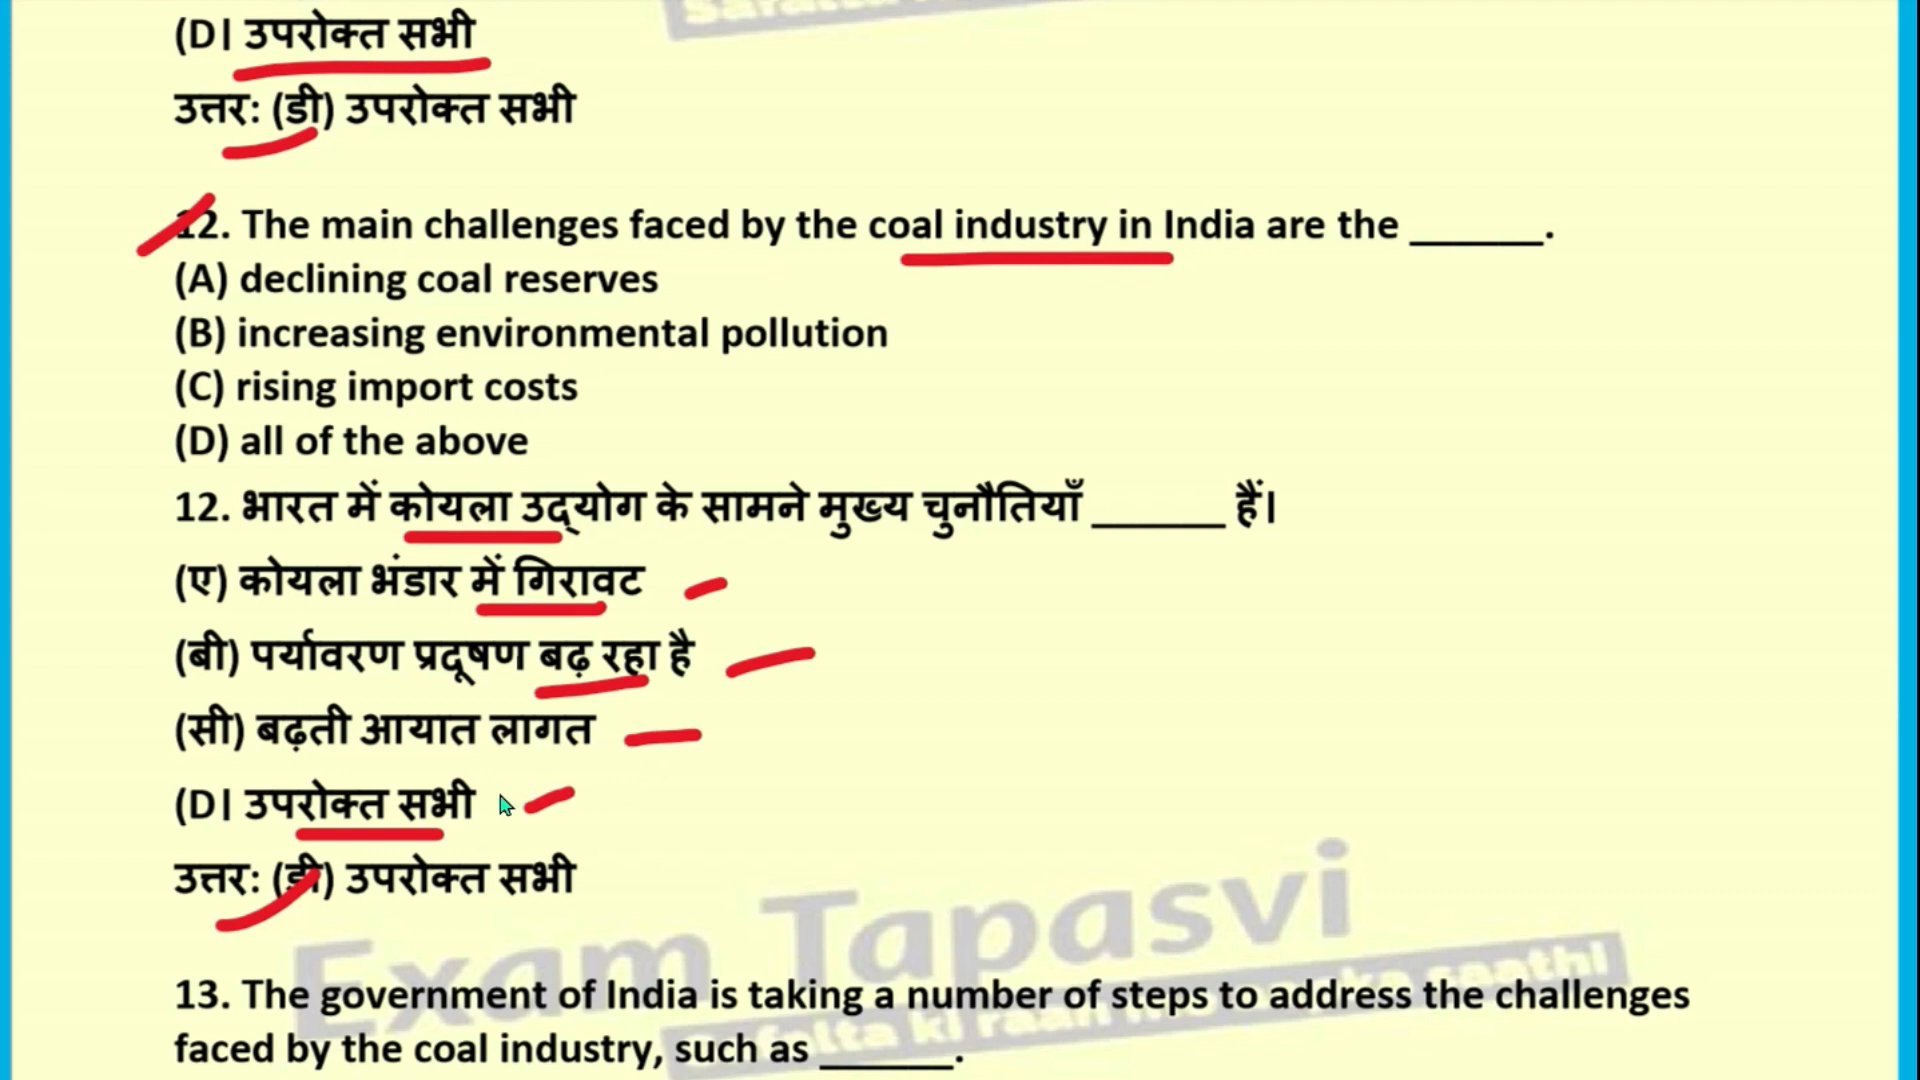 (D| उपरोक्त सभी
उत्तर: (डी) उपरोक्त सभी
12. The main challenges faced by the coal industry in India are the ______.
(A) declining coal reserves
(B) increasing environmental pollution
(C) rising import costs
(D) all of the above
12. भारत में कोयला उद्योग के सामने मुख्य चुनौतियाँ ______ हैं।
(ए) कोयला भंडार में गिरावट
(बी) पर्यावरण प्रदूषण बढ़ रहा है
(सी) बढ़ती आयात लागत
(D| उपरोक्त सभी
उत्तर: (डी) उपरोक्त सभी
Exam Tapasvi
13. The government of India is taking a number of steps to address the challenges
faced by the coal industry, such as ______.